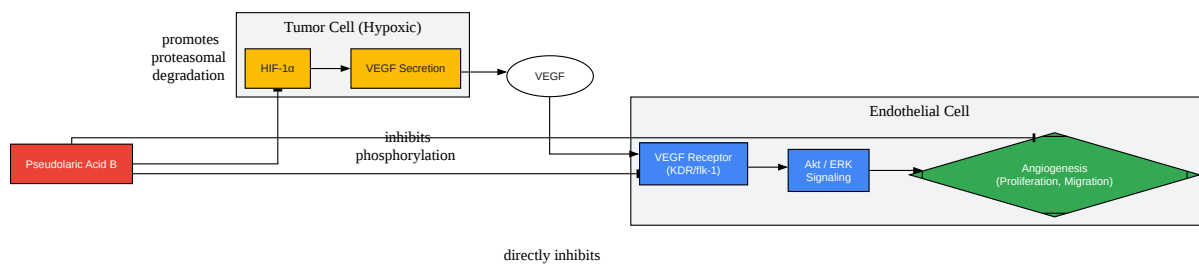 Tumor Cell (Hypoxic)
promotes
proteasomal
degradation
HIF-1α
VEGF Secretion
VEGF
Endothelial Cell
inhibits
phosphorylation
Pseudolaric Acid B
VEGF Receptor
(KDR/flk-1)
Akt / ERK
Signaling
Angiogenesis
(Proliferation, Migration)
directly inhibits